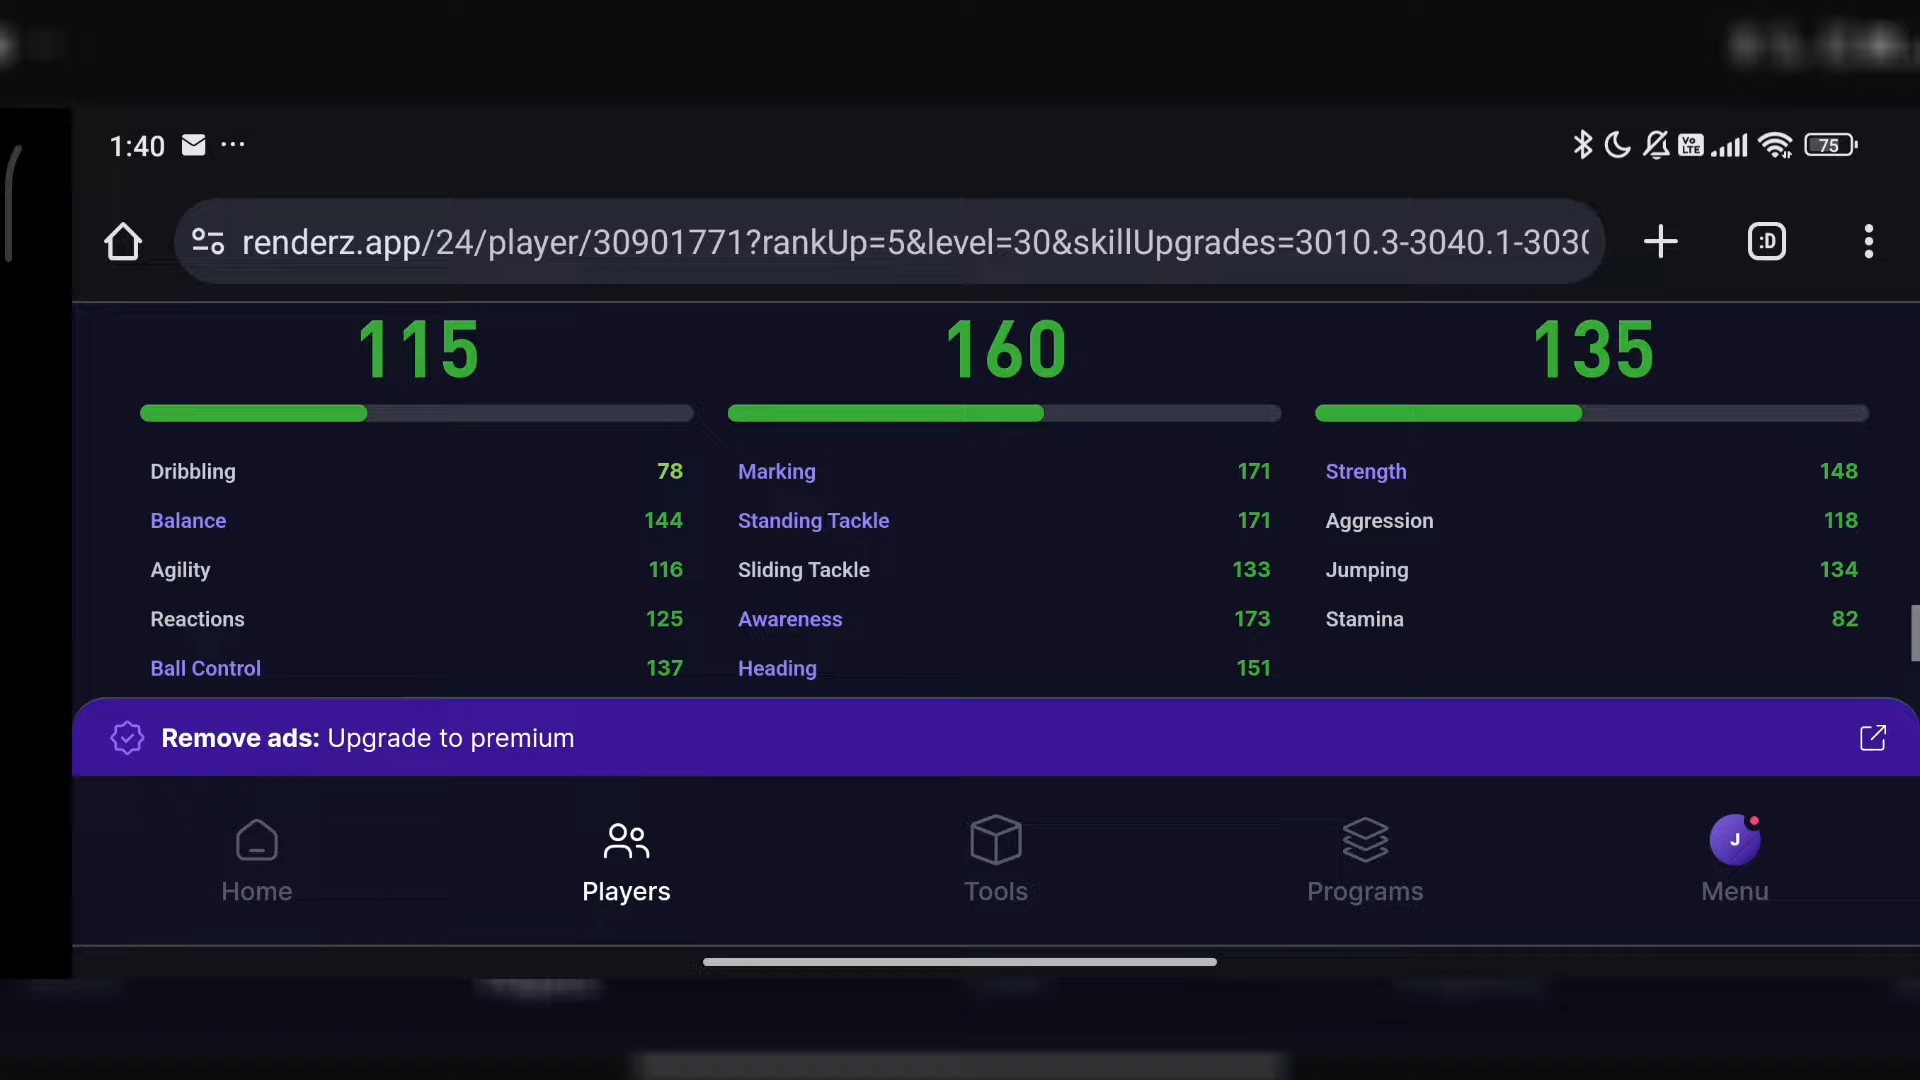 1:40 ... VoLTE 75
renderz.app/24/player/30901771?rankUp=5&level=30&skillUpgrades=3010.3-3040.1-303(
:D
115 160 135
Dribbling 78 Marking 171 Strength 148
Balance 144 Standing Tackle 171 Aggression 118
Agility 116 Sliding Tackle 133 Jumping 134
Reactions 125 Awareness 173 Stamina 82
Ball Control 137 Heading 151
Remove ads: Upgrade to premium
J
Home Players Tools Programs Menu